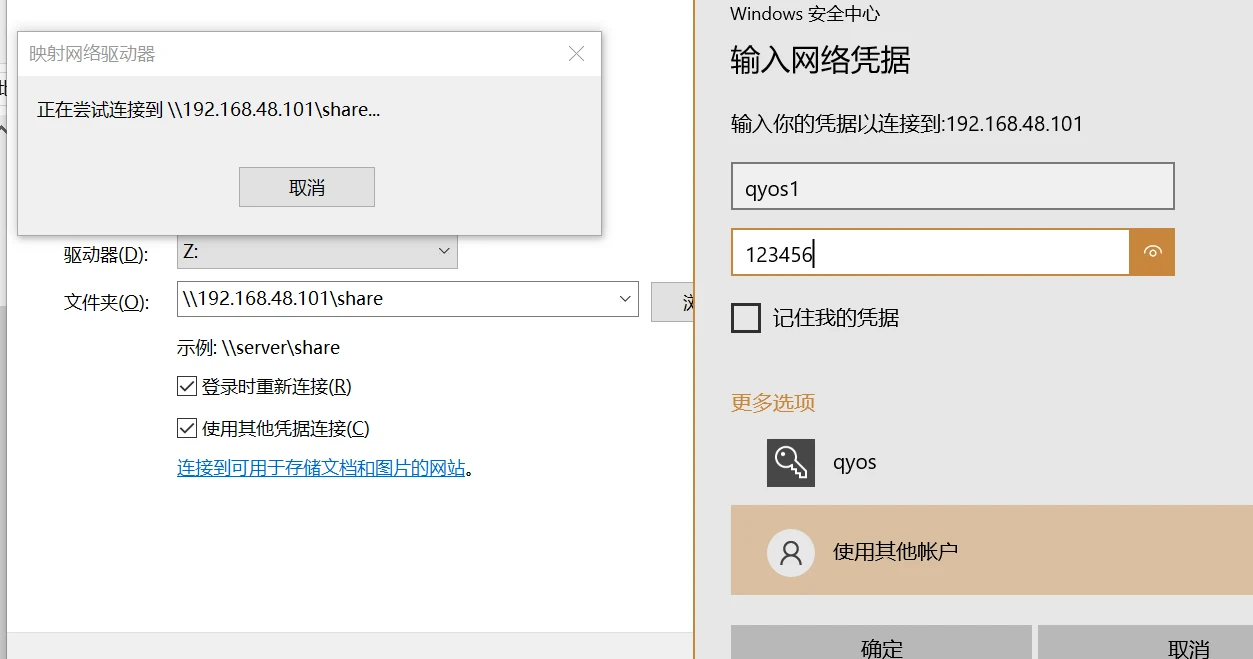 映射网络驱动器
正在尝试连接到 \\192.168.48.101\share...
取消
驱动器(D):
Z:
文件夹(O):
\\192.168.48.101\share
示例: \\server\share
登录时重新连接(R)
使用其他凭据连接(C)
连接到可用于存储文档和图片的网站。
Windows 安全中心
输入网络凭据
输入你的凭据以连接到:192.168.48.101
qyos1
123456
记住我的凭据
更多选项
qyos
使用其他帐户
确定
取消